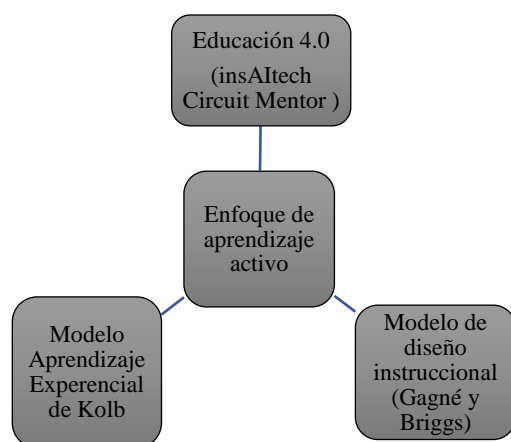 Educación 4.0
(insAItech
Circuit Mentor )
Enfoque de
aprendizaje
activo
Modelo
Aprendizaje
Experencial
de Kolb
Modelo de
diseño
instruccional
(Gagné y
Briggs)